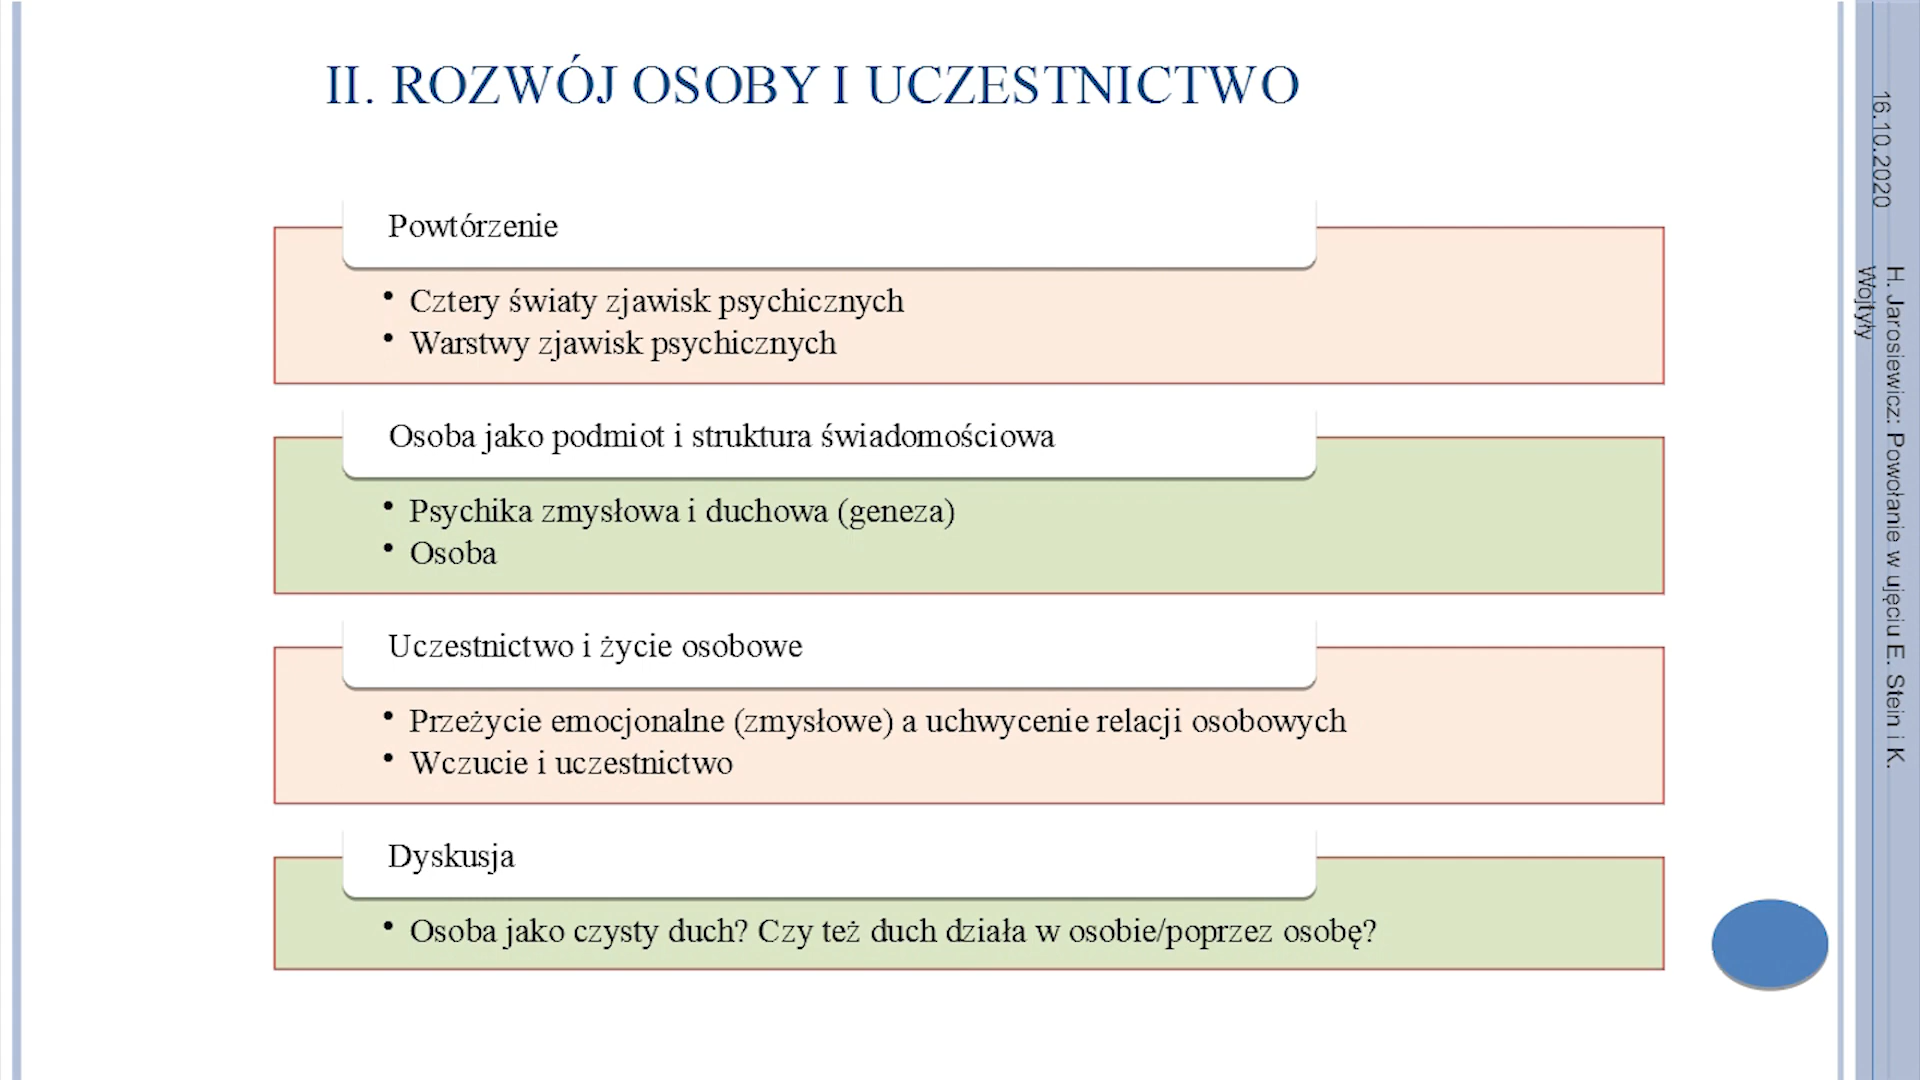 II. ROZWÓJ OSOBY I UCZESTNICTWO
Powtórzenie
• Cztery światy zjawisk psychicznych
• Warstwy zjawisk psychicznych
Osoba jako podmiot i struktura świadomościowa
• Psychika zmysłowa i duchowa (geneza)
• Osoba
Uczestnictwo i życie osobowe
• Przeżycie emocjonalne (zmysłowe) a uchwycenie relacji osobowych
• Wczucie i uczestnictwo
Dyskusja
• Osoba jako czysty duch? Czy też duch działa w osobie/poprzez osobę?
16.10.2020
H. Jarosiewicz: Powołanie w ujęciu E. Stein i K.
Wojtyły